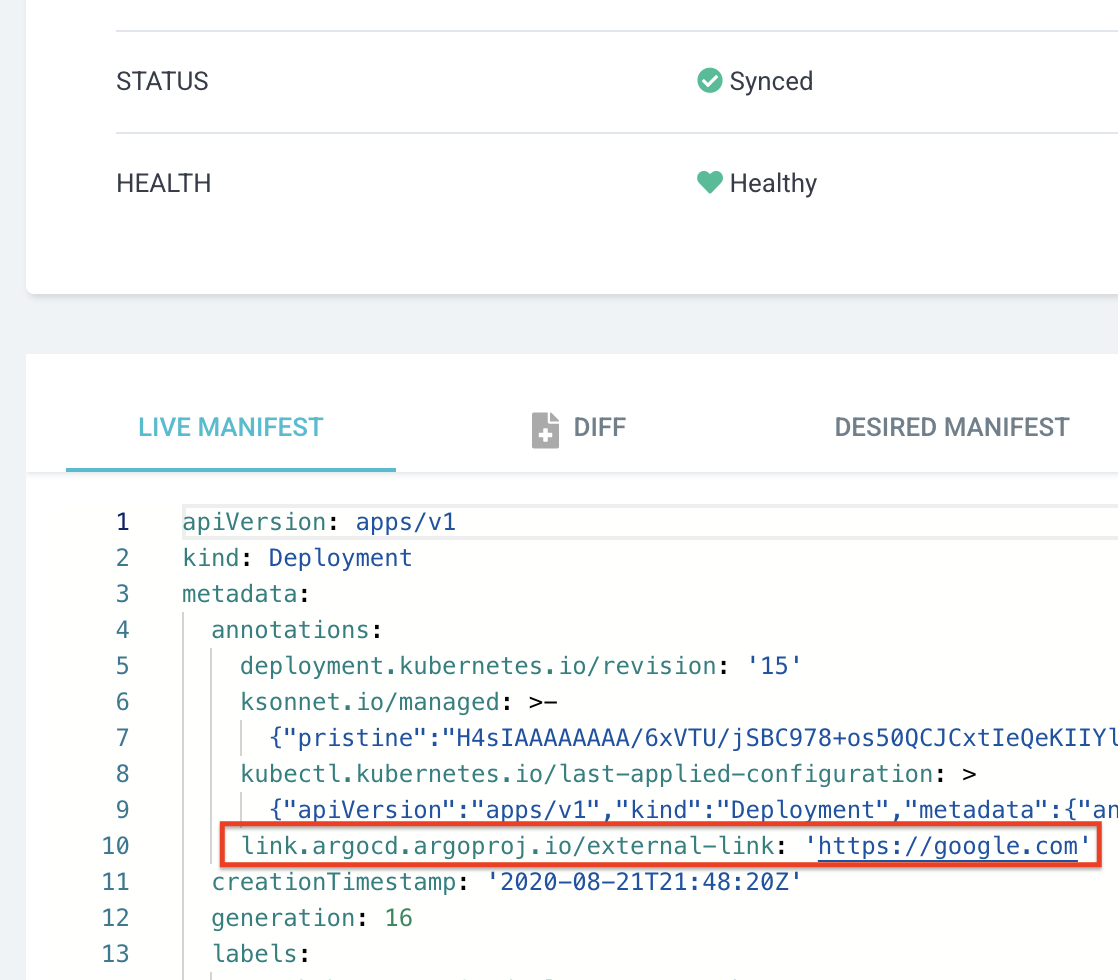 STATUS Synced
HEALTH Healthy
LIVE MANIFEST DIFF DESIRED MANIFEST
1 apiVersion: apps/v1
2 kind: Deployment
3 metadata:
4 annotations:
5 deployment.kubernetes.io/revision: '15'
6 ksonnet.io/managed: >-
7 {"pristine":"H4sIAAAAAAAA/6xVTU/jSBC978+os50QCJCxtIeQeKIIYl
8 kubectl.kubernetes.io/last-applied-configuration: >
9 {"apiVersion":"apps/v1","kind":"Deployment","metadata":{"an
10 link.argocd.argoproj.io/external-link: 'https://google.com'
11 creationTimestamp: '2020-08-21T21:48:20Z'
12 generation: 16
13 labels: